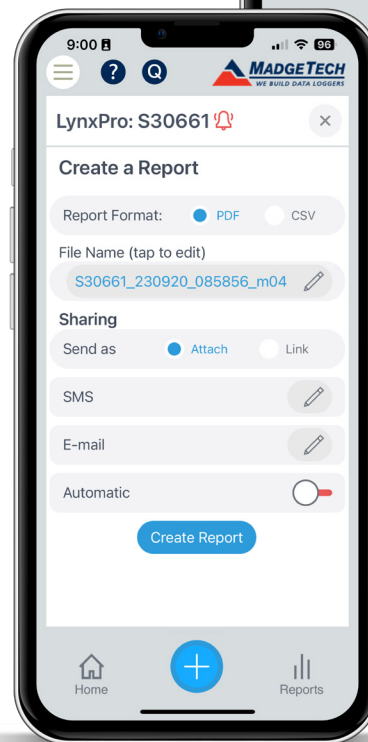 9:00 96
? Q MADGETECH
WE BUILD DATA LOGGERS
LynxPro: S30661
Create a Report
Report Format: PDF CSV
File Name (tap to edit)
S30661_230920_085856_m04
Sharing
Send as Attach Link
SMS
E-mail
Automatic
Create Report
Home Reports